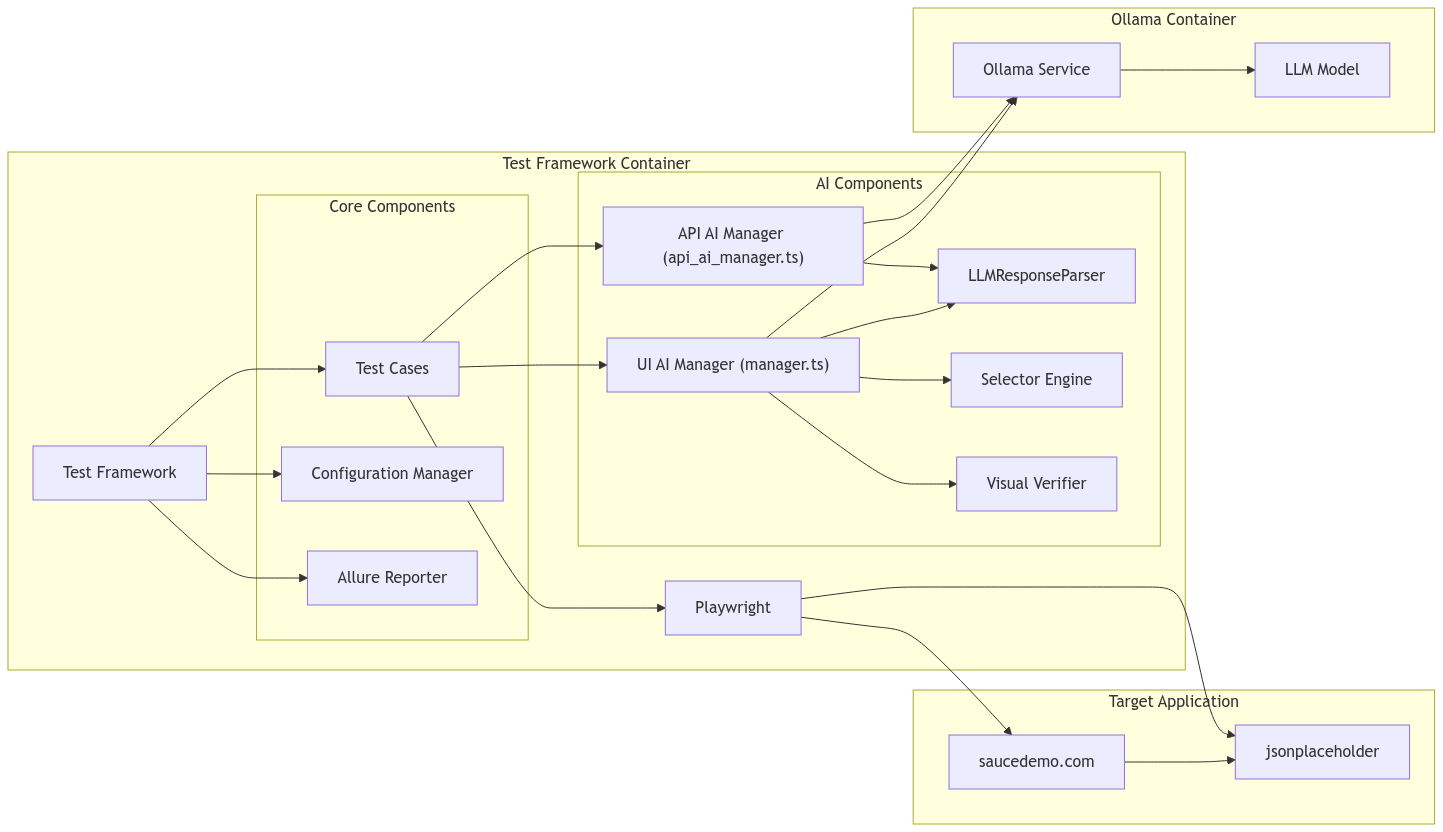 Ollama Container
Ollama Service
LLM Model
Test Framework Container
AI Components
Core Components
API AI Manager
(api_ai_manager.ts)
LLMResponseParser
Test Cases
UI AI Manager (manager.ts)
Selector Engine
Test Framework
Configuration Manager
Visual Verifier
Allure Reporter
Playwright
Target Application
saucedemo.com
jsonplaceholder